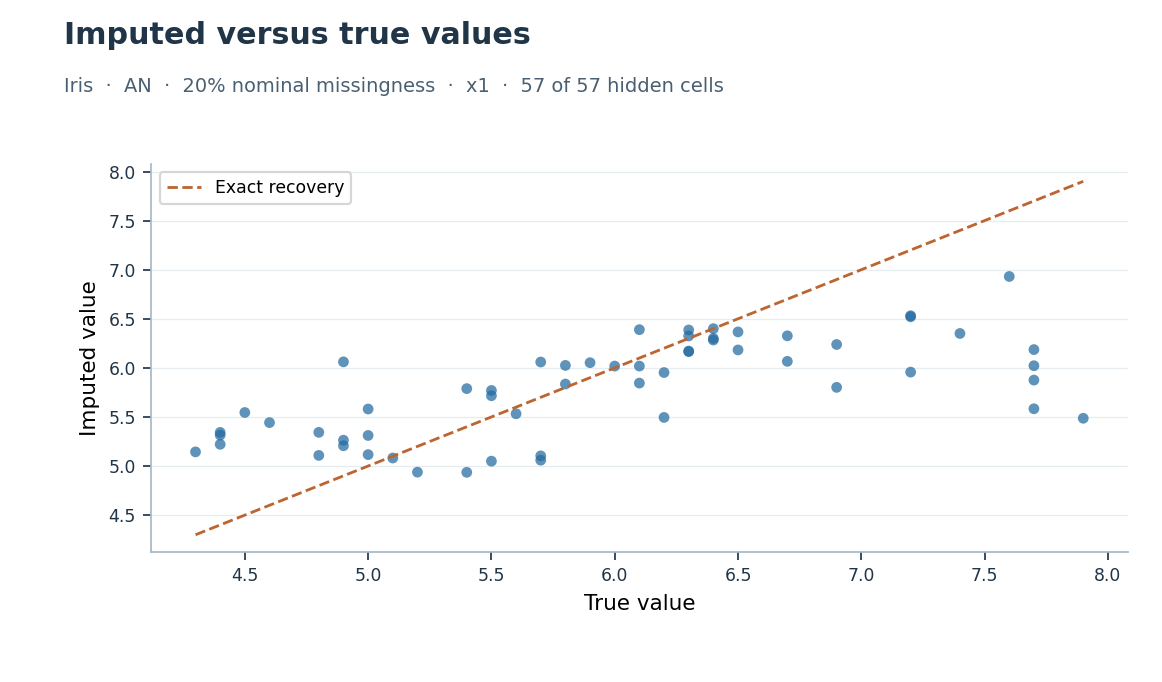 Imputed versus true values
Iris · AN · 20% nominal missingness · x1 · 57 of 57 hidden cells
8.0
Exact recovery
7.5
7.0
6.5
6.0
5.5
5.0
4.5
Imputed value
4.5 5.0 5.5 6.0 6.5 7.0 7.5 8.0
True value